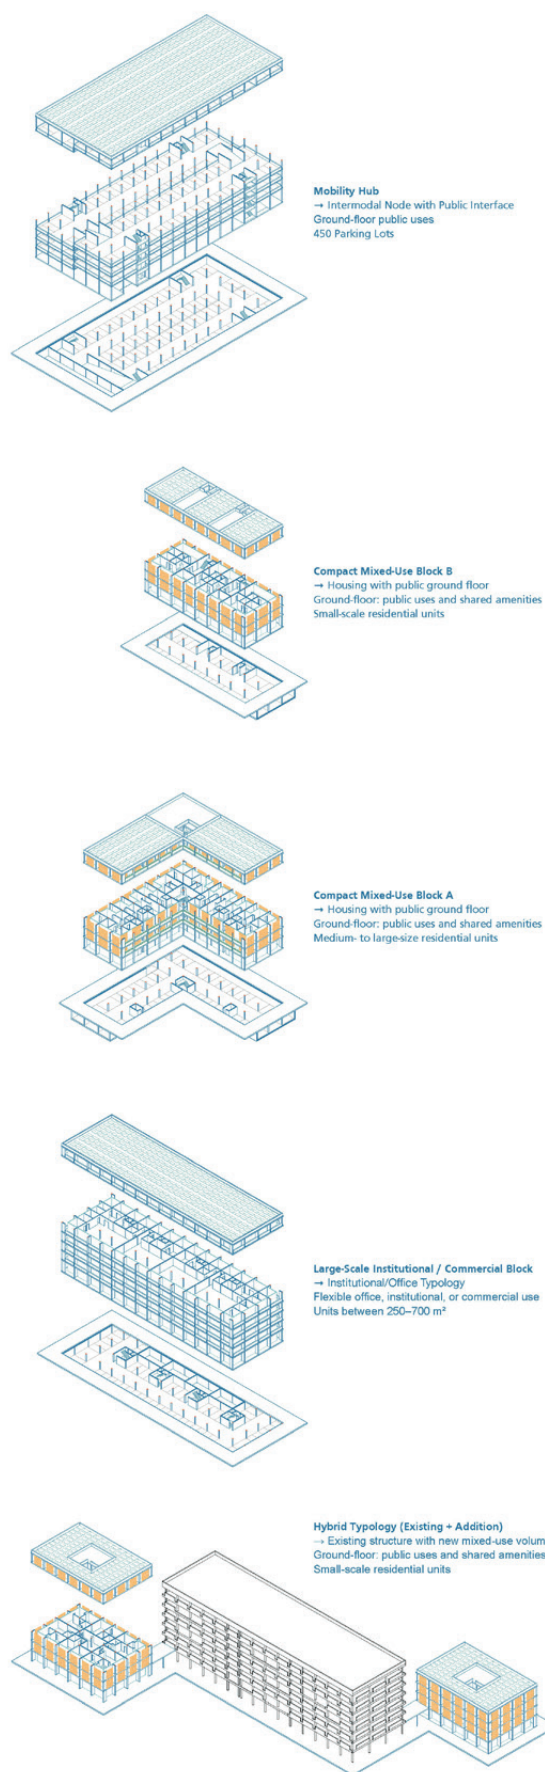 Mobility Hub
→ Intermodal Node with Public Interface
Ground-floor public uses
450 Parking Lots
Compact Mixed-Use Block B
→ Housing with public ground floor
Ground-floor: public uses and shared amenities
Small-scale residential units
Compact Mixed-Use Block A
→ Housing with public ground floor
Ground-floor: public uses and shared amenities
Medium- to large-size residential units
Large-Scale Institutional / Commercial Block
→ Institutional/Office Typology
Flexible office, institutional, or commercial use
Units between 250–700 m²
Hybrid Typology (Existing + Addition)
→ Existing structure with new mixed-use volum
Ground-floor: public uses and shared amenities
Small-scale residential units